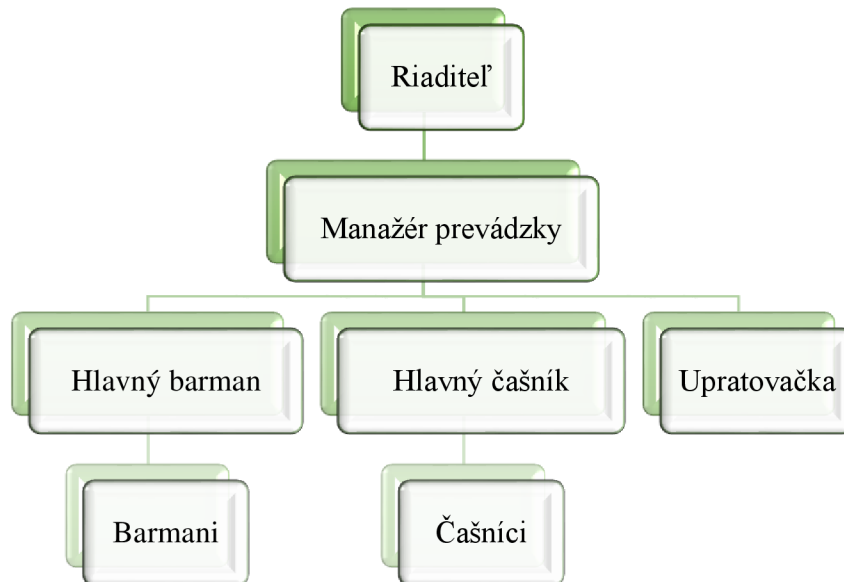 Riaditeľ
Manažér prevádzky
Hlavný barman
Hlavný čašník
Upratovačka
Barmani
Čašníci